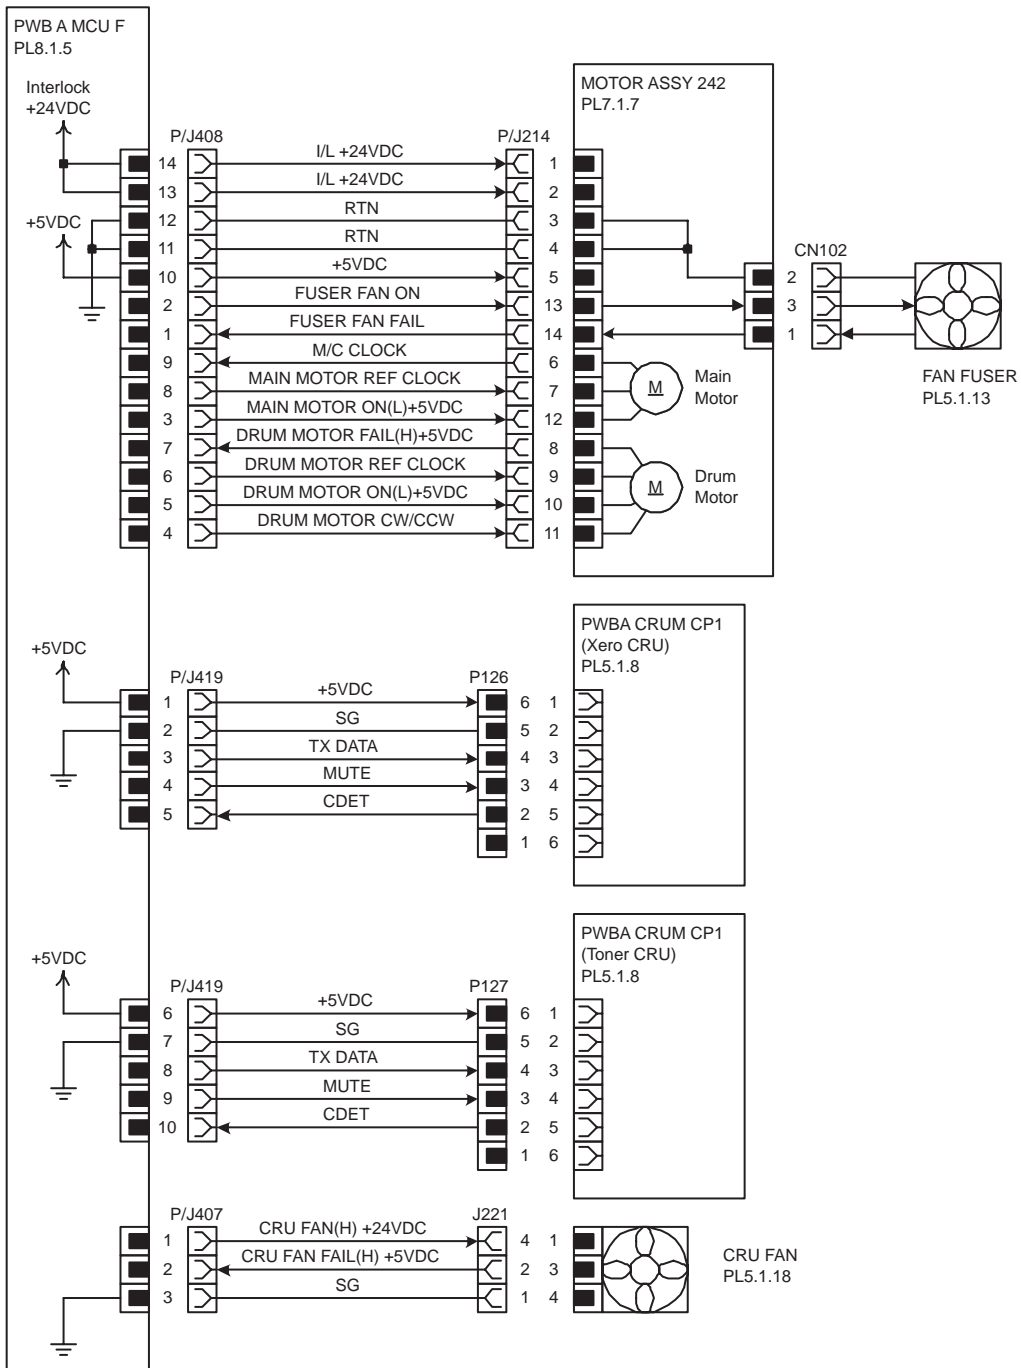 PWB A MCU F
PL8.1.5
Interlock
+24VDC
+5VDC
P/J408
P/J214
MOTOR ASSY 242
PL7.1.7
14 I/L +24VDC 1
13 I/L +24VDC 2
12 RTN 3
11 RTN 4
10 +5VDC 5
2 FUSER FAN ON 13
1 FUSER FAN FAIL 14
9 M/C CLOCK 6
8 MAIN MOTOR REF CLOCK 7
3 MAIN MOTOR ON(L)+5VDC 12
7 DRUM MOTOR FAIL(H)+5VDC 8
6 DRUM MOTOR REF CLOCK 9
5 DRUM MOTOR ON(L)+5VDC 10
4 DRUM MOTOR CW/CCW 11
M
Main
Motor
M
Drum
Motor
CN102
2
3
1
FAN FUSER
PL5.1.13
PWBA CRUM CP1
(Xero CRU)
PL5.1.8
+5VDC
P/J419
P126
1 +5VDC 6 1
2 SG 5 2
3 TX DATA 4 3
4 MUTE 3 4
5 CDET 2 5
1 6
PWBA CRUM CP1
(Toner CRU)
PL5.1.8
+5VDC
P/J419
P127
6 +5VDC 6 1
7 SG 5 2
8 TX DATA 4 3
9 MUTE 3 4
10 CDET 2 5
1 6
P/J407
J221
1 CRU FAN(H) +24VDC 4 1
2 CRU FAN FAIL(H) +5VDC 2 3
3 SG 1 4
CRU FAN
PL5.1.18